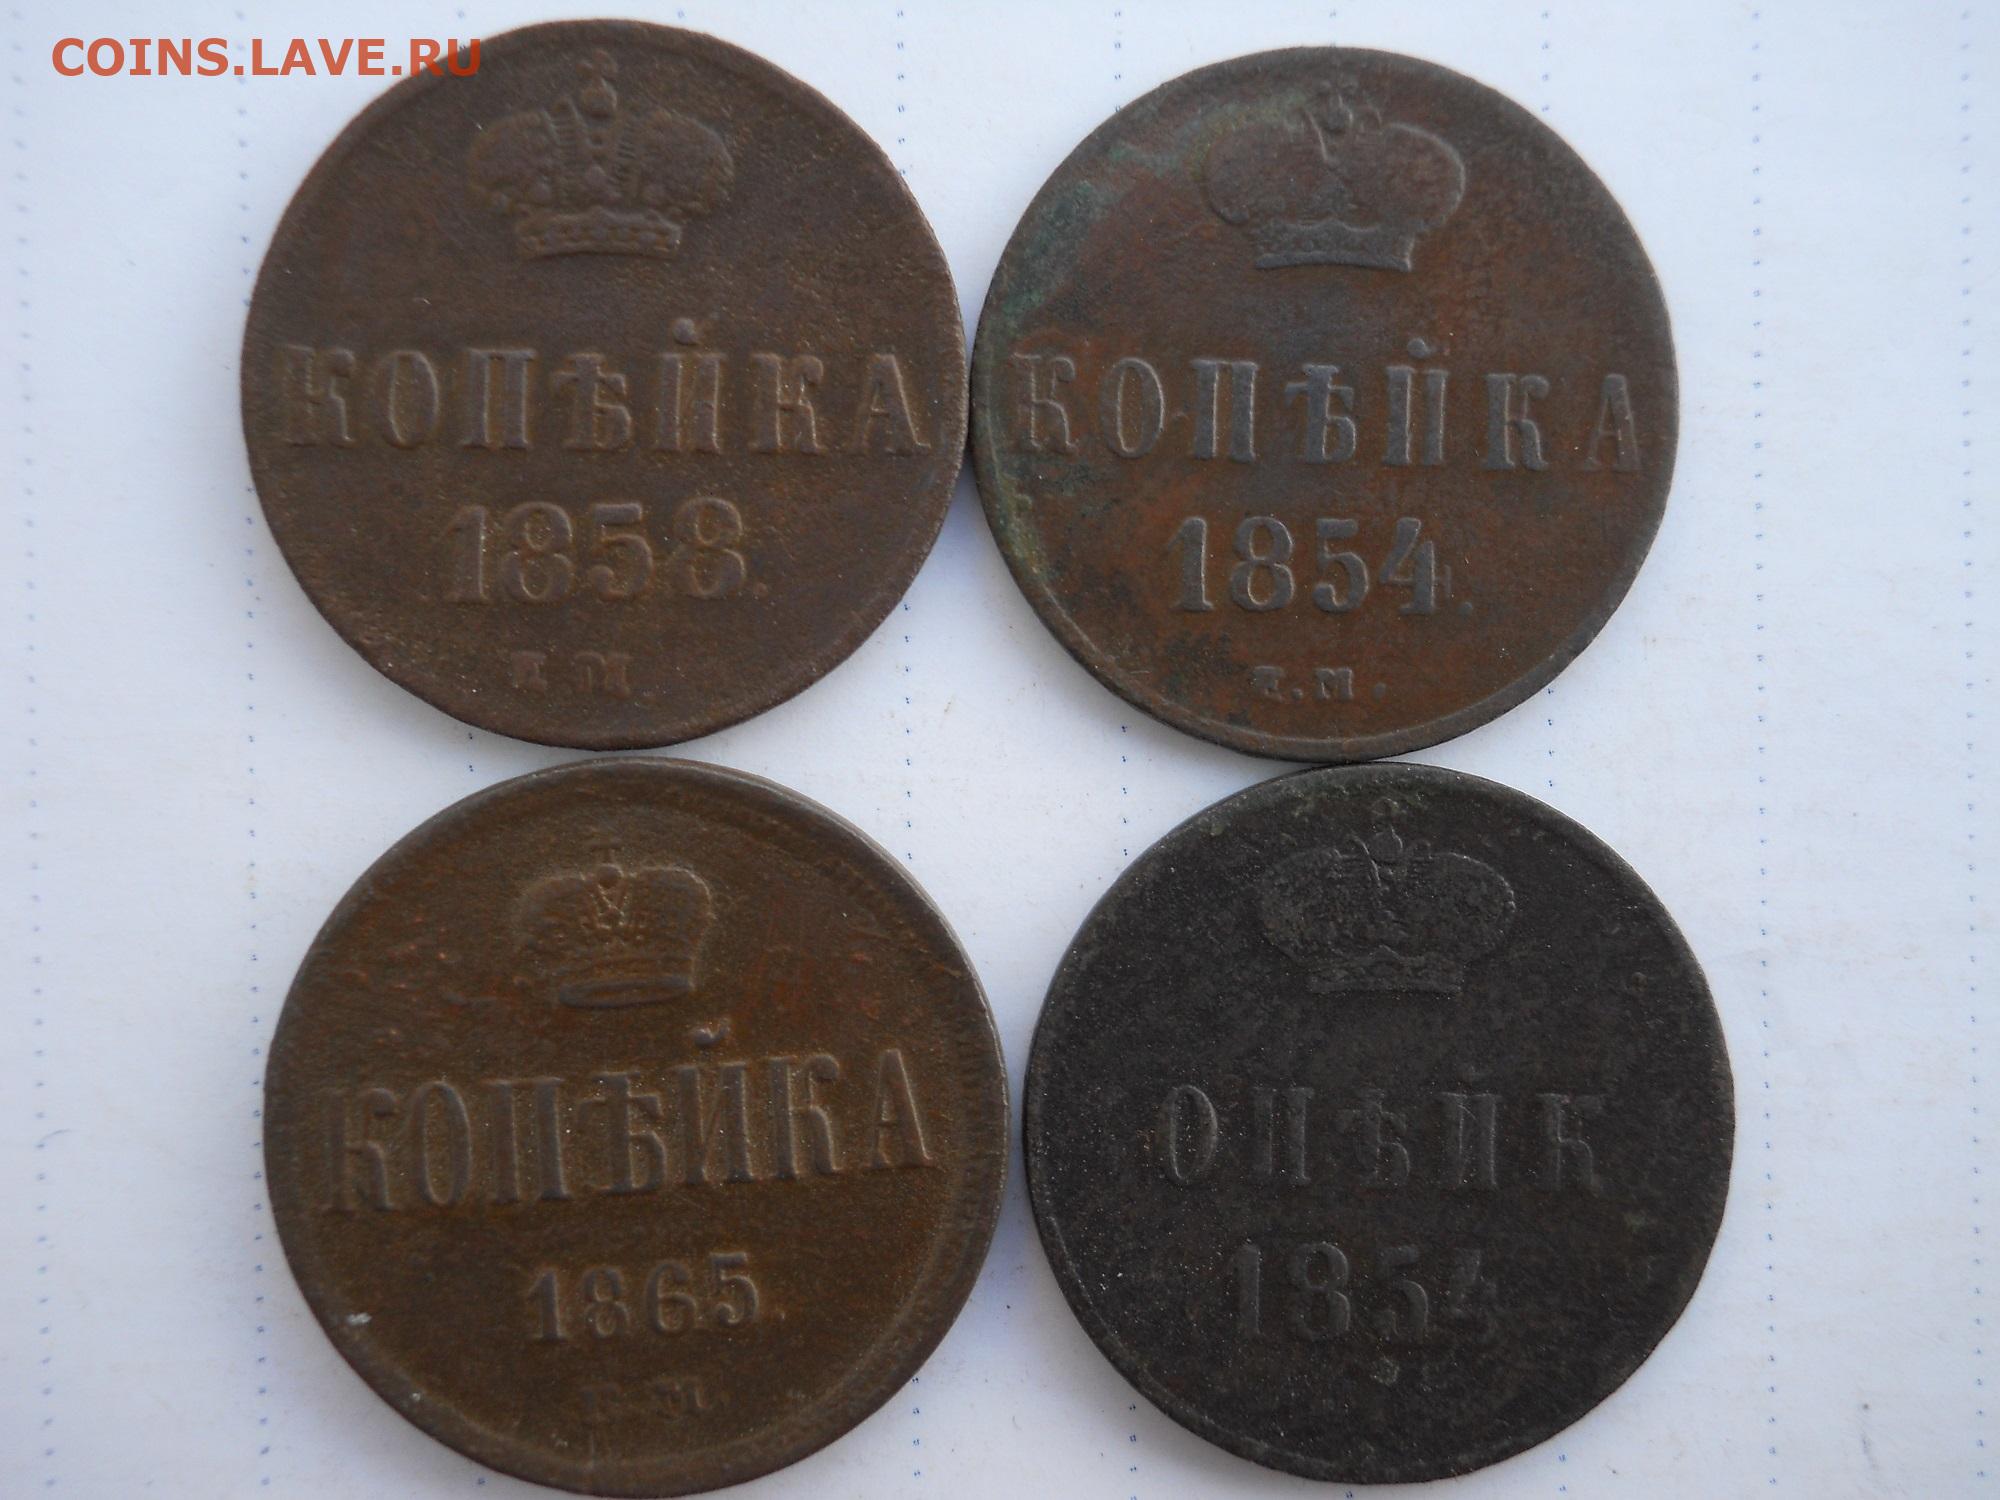 COINS.LAVE.RU
КОПѢЙКА
1858.
Е.М.
КОПѢЙКА
1854.
Е.М.
КОПѢЙКА
1865.
Е.М.
ОПѢЙК
1854